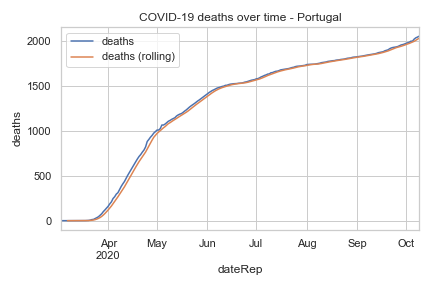 COVID-19 deaths over time - Portugal
deaths
deaths (rolling)
2000
1500
1000
500
0
deaths
Apr May Jun Jul Aug Sep Oct
2020
dateRep